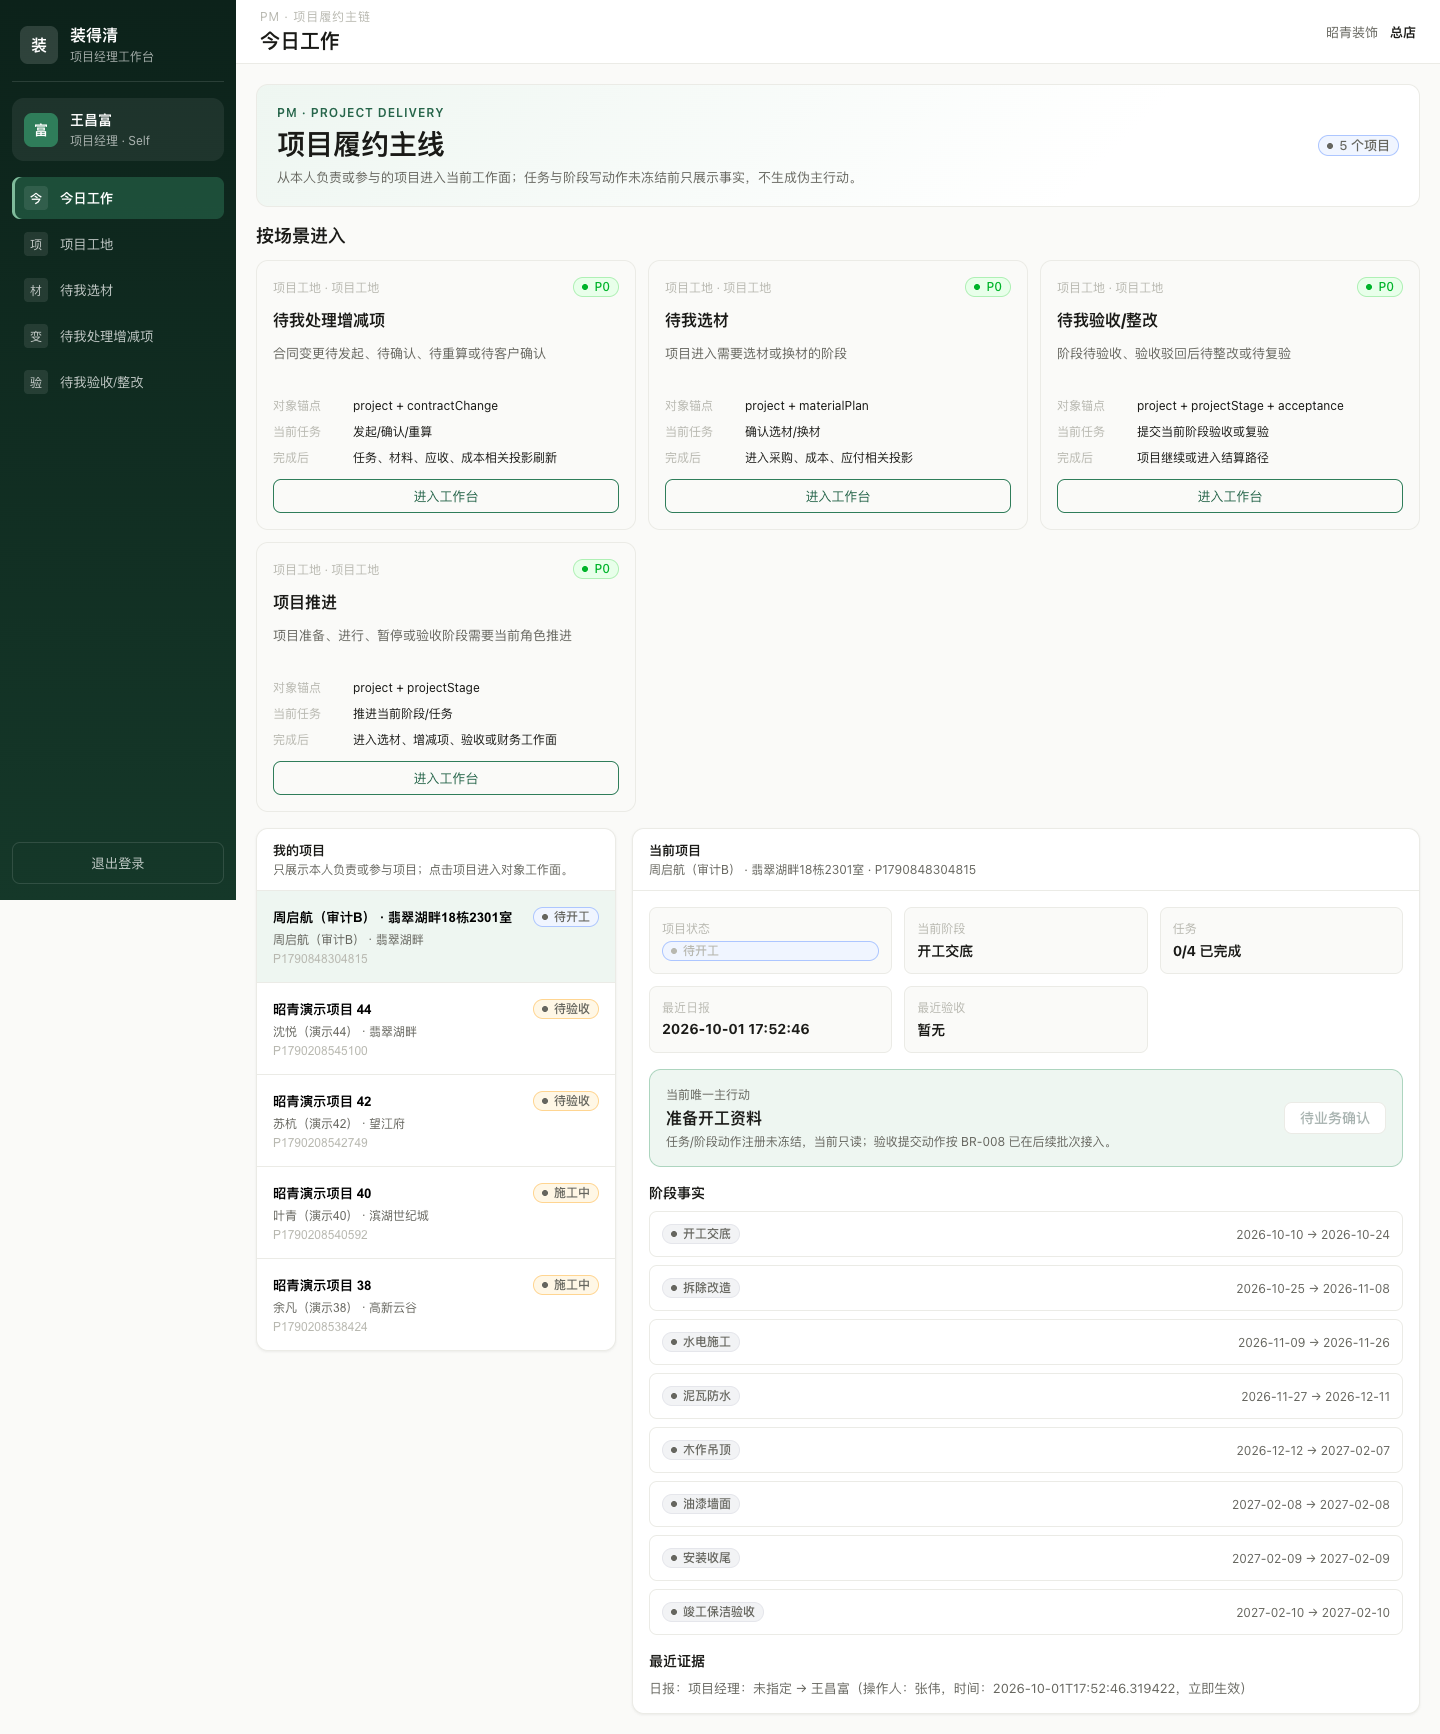 装
装得清
项目经理工作台
富
王昌富
项目经理 · Self
今 今日工作
项 项目工地
材 待我选材
变 待我处理增减项
验 待我验收/整改
退出登录
PM · 项目履约主链
今日工作
昭青装饰 总店
PM · PROJECT DELIVERY
项目履约主线
从本人负责或参与的项目进入当前工作面；任务与阶段写动作未冻结前只展示事实，不生成伪主行动。
5 个项目
按场景进入
项目工地 · 项目工地
P0
待我处理增减项
合同变更待发起、待确认、待重算或待客户确认
对象锚点 project + contractChange
当前任务 发起/确认/重算
完成后 任务、材料、应收、成本相关投影刷新
进入工作台
项目工地 · 项目工地
P0
待我选材
项目进入需要选材或换材的阶段
对象锚点 project + materialPlan
当前任务 确认选材/换材
完成后 进入采购、成本、应付相关投影
进入工作台
项目工地 · 项目工地
P0
待我验收/整改
阶段待验收、验收驳回后待整改或待复验
对象锚点 project + projectStage + acceptance
当前任务 提交当前阶段验收或复验
完成后 项目继续或进入结算路径
进入工作台
项目工地 · 项目工地
P0
项目推进
项目准备、进行、暂停或验收阶段需要当前角色推进
对象锚点 project + projectStage
当前任务 推进当前阶段/任务
完成后 进入选材、增减项、验收或财务工作面
进入工作台
我的项目
只展示本人负责或参与项目；点击项目进入对象工作面。
周启航（审计B） · 翡翠湖畔18栋2301室
待开工
周启航（审计B） · 翡翠湖畔
P1790848304815
昭青演示项目 44
待验收
沈悦（演示44） · 翡翠湖畔
P1790208545100
昭青演示项目 42
待验收
苏杭（演示42） · 望江府
P1790208542749
昭青演示项目 40
施工中
叶青（演示40） · 滨湖世纪城
P1790208540592
昭青演示项目 38
施工中
余凡（演示38） · 高新云谷
P1790208538424
当前项目
周启航（审计B） · 翡翠湖畔18栋2301室 · P1790848304815
项目状态
待开工
当前阶段
开工交底
任务
0/4 已完成
最近日报
2026-10-01 17:52:46
最近验收
暂无
当前唯一主行动
准备开工资料
任务/阶段动作注册未冻结，当前只读；验收提交动作按 BR-008 已在后续批次接入。
待业务确认
阶段事实
开工交底 2026-10-10 → 2026-10-24
拆除改造 2026-10-25 → 2026-11-08
水电施工 2026-11-09 → 2026-11-26
泥瓦防水 2026-11-27 → 2026-12-11
木作吊顶 2026-12-12 → 2027-02-07
油漆墙面 2027-02-08 → 2027-02-08
安装收尾 2027-02-09 → 2027-02-09
竣工保洁验收 2027-02-10 → 2027-02-10
最近证据
日报：项目经理：未指定 → 王昌富（操作人：张伟，时间：2026-10-01T17:52:46.319422，立即生效）